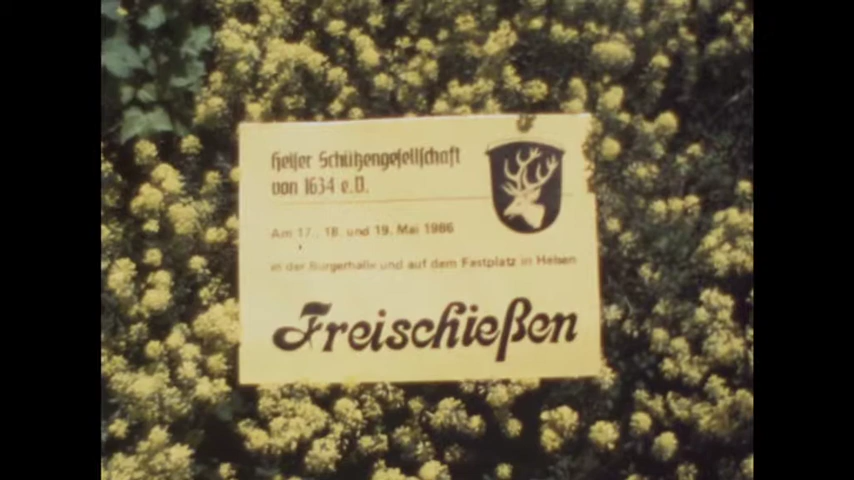 Helser Schützengesellschaft
von 1634 e.V.
Am 17., 18. und 19. Mai 1986
in der Bürgerhalle und auf dem Festplatz in Helsen
Freischießen